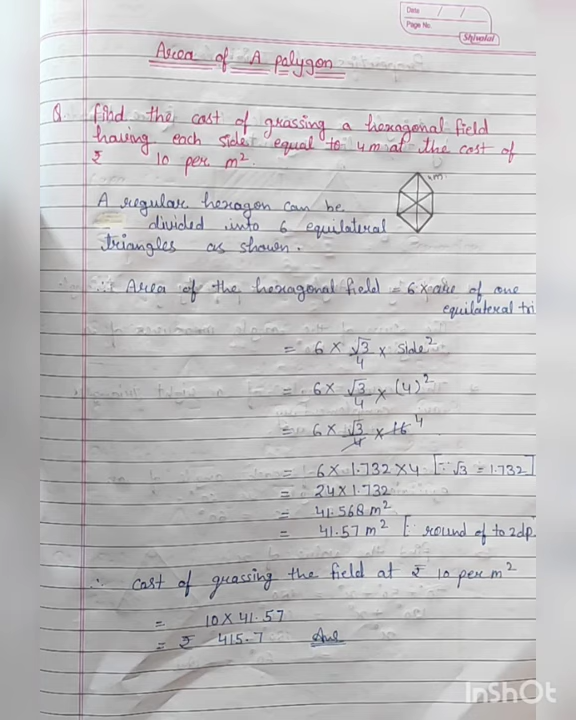 Date / /
Page No.
Shivalal
Area of A polygon
Q. find the cost of grassing a hexagonal field
having each side equal to 4m at the cost of
₹ 10 per m²
m
A regular hexagon can be
divided into 6 equilateral
triangles as shown.
∴ Area of the hexagonal field = 6 × are of one
equilateral tri
= 6 × √3/4 × side²
= 6 × √3/4 × (4)²
= 6 × √3/4 × 16 4
= 6 × 1.732 × 4 [∵ √3 = 1.732]
= 24 × 1.732
= 41.568 m²
= 41.57 m² [ round of to 2dp
∴ cost of grassing the field at ₹ 10 per m²
= 10 × 41.57
= ₹ 415.7 Ans
InShOt